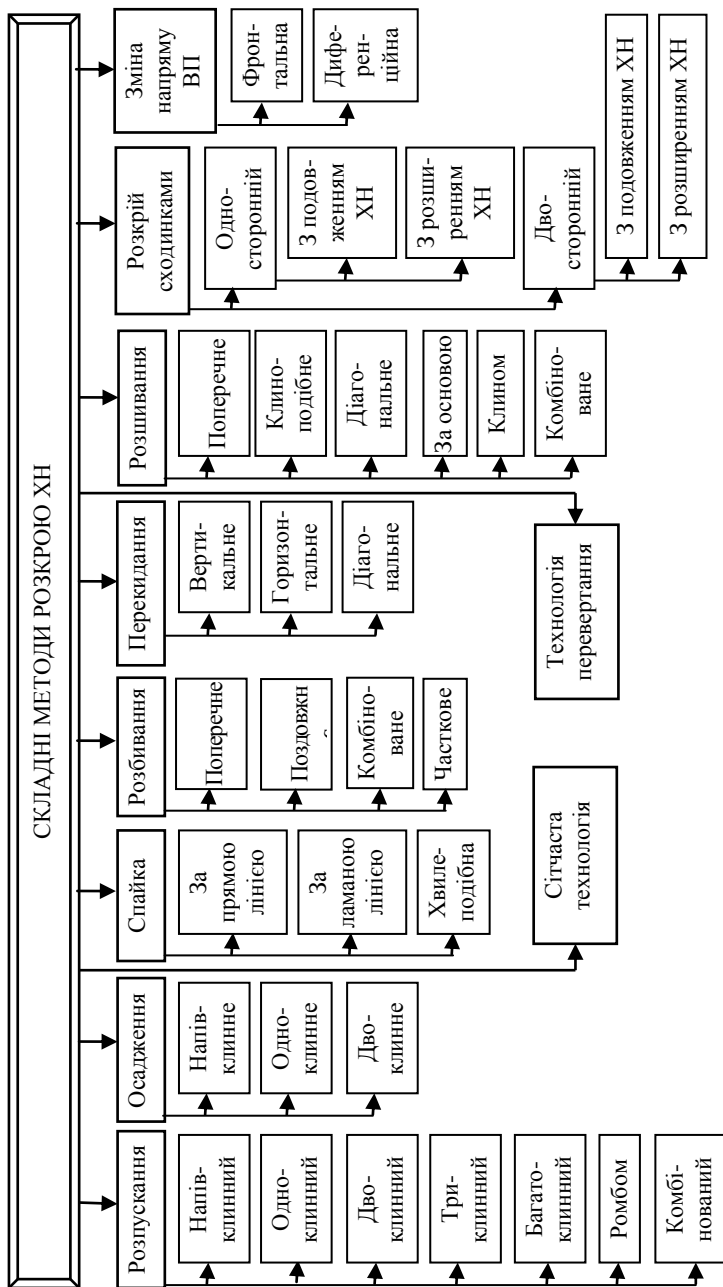 СКЛАДНІ МЕТОДИ РОЗКРОЮ ХН
Розпускання
Напів-
клинний
Одно-
клинний
Дво-
клинний
Три-
клинний
Багато-
клинний
Ромбом
Комбі-
нований
Осадження
Напів-
клинне
Одно-
клинне
Дво-
клинне
Сітчаста
технологія
Спайка
За
прямою
лінією
За
ламаною
лінією
Хвиле-
подібна
Розбивання
Поперечне
Поздовжн
Комбіно-
ване
Часткове
Перекидання
Верти-
кальне
Горизон-
тальне
Діаго-
нальне
Технологія
перевертання
Розшивання
Поперечне
Клино-
подібне
Діаго-
нальне
За основою
Клином
Комбіно-
ване
Розкрій
сходинками
Одно-
сторонній
З подов-
женням
ХН
З розши-
ренням
ХН
Дво-
сторонній
З подовженням ХН
З розширенням ХН
Зміна
напряму
ВП
Фрон-
тальна
Дифе-
рен-
ційна